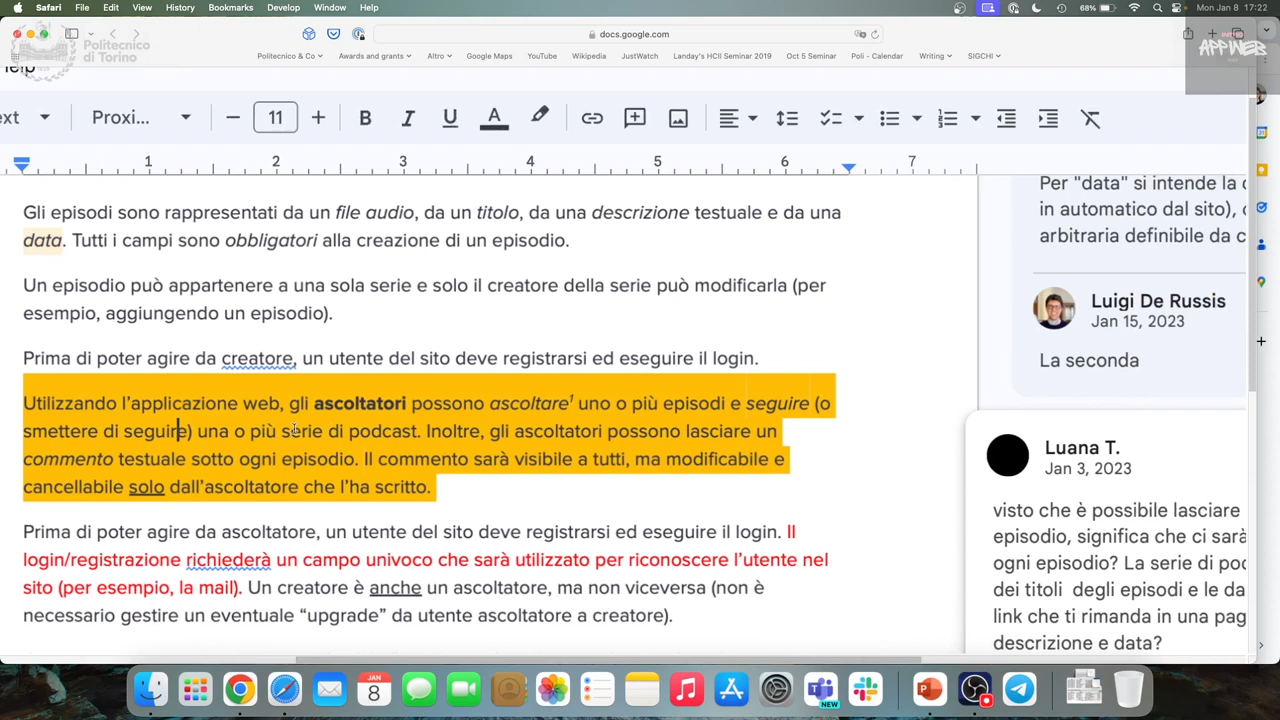 Safari File Edit View History Bookmarks Develop Window Help
68% Mon Jan 8 17:22
Politecnico di Torino
docs.google.com
APPIWEB
Politecnico & Co Awards and grants Altro Google Maps YouTube Wikipedia JustWatch Landay's HCII Seminar 2019 Oct 5 Seminar Poli - Calendar Writing SIGCHI
Help
ext Proxi... 11 B I U A
1 2 3 4 5 6 7
Gli episodi sono rappresentati da un file audio, da un titolo, da una descrizione testuale e da una
data. Tutti i campi sono obbligatori alla creazione di un episodio.
Un episodio può appartenere a una sola serie e solo il creatore della serie può modificarla (per
esempio, aggiungendo un episodio).
Prima di poter agire da creatore, un utente del sito deve registrarsi ed eseguire il login.
Utilizzando l'applicazione web, gli ascoltatori possono ascoltare¹ uno o più episodi e seguire (o
smettere di seguire) una o più serie di podcast. Inoltre, gli ascoltatori possono lasciare un
commento testuale sotto ogni episodio. Il commento sarà visibile a tutti, ma modificabile e
cancellabile solo dall'ascoltatore che l'ha scritto.
Prima di poter agire da ascoltatore, un utente del sito deve registrarsi ed eseguire il login. Il
login/registrazione richiederà un campo univoco che sarà utilizzato per riconoscere l'utente nel
sito (per esempio, la mail). Un creatore è anche un ascoltatore, ma non viceversa (non è
necessario gestire un eventuale “upgrade” da utente ascoltatore a creatore).
Per "data" si intende la
in automatico dal sito), o
arbitraria definibile da c
Luigi De Russis
Jan 15, 2023
La seconda
Luana T.
Jan 3, 2023
visto che è possibile lasciare
episodio, significa che ci sarà
ogni episodio? La serie di po
dei titoli degli episodi e le da
link che ti rimanda in una pag
descrizione e data?
JAN
8
NEW